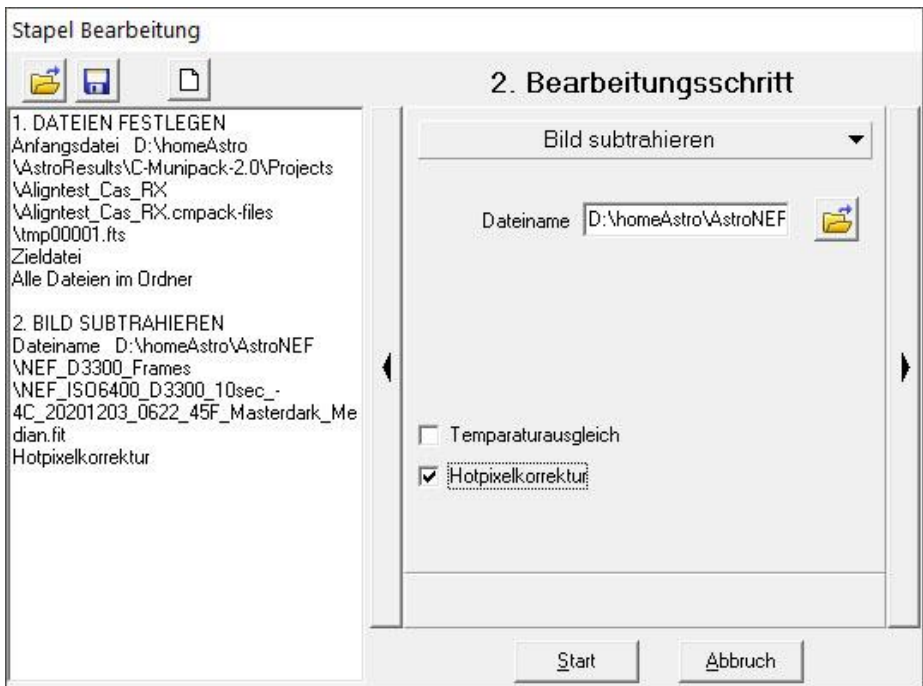 Stapel Bearbeitung
1. DATEIEN FESTLEGEN
Anfangsdatei D:\homeAstro
\AstroResults\C-Munipack-2.0\Projects
\Aligntest_Cas_RX
\Aligntest_Cas_RX.cmpack-files
\tmp00001.fts
Zieldatei
Alle Dateien im Ordner
2. BILD SUBTRAHIEREN
Dateiname D:\homeAstro\AstroNEF
\NEF_D3300_Frames
\NEF_ISO6400_D3300_10sec_-
4C_20201203_0622_45F_Masterdark_Me
dian.fit
Hotpixelkorrektur
2. Bearbeitungsschritt
Bild subtrahieren
Dateiname D:\homeAstro\AstroNEF
Temparaturausgleich
Hotpixelkorrektur
Start Abbruch